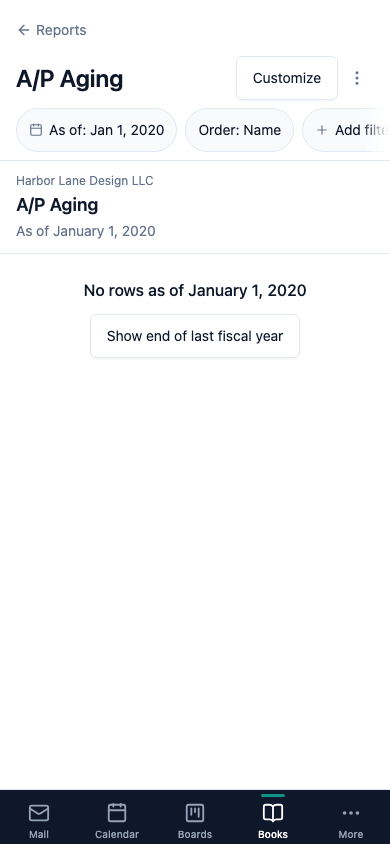 Reports
A/P Aging
Customize
As of: Jan 1, 2020
Order: Name
Add filte
Harbor Lane Design LLC
A/P Aging
As of January 1, 2020
No rows as of January 1, 2020
Show end of last fiscal year
Mail
Calendar
Boards
Books
More